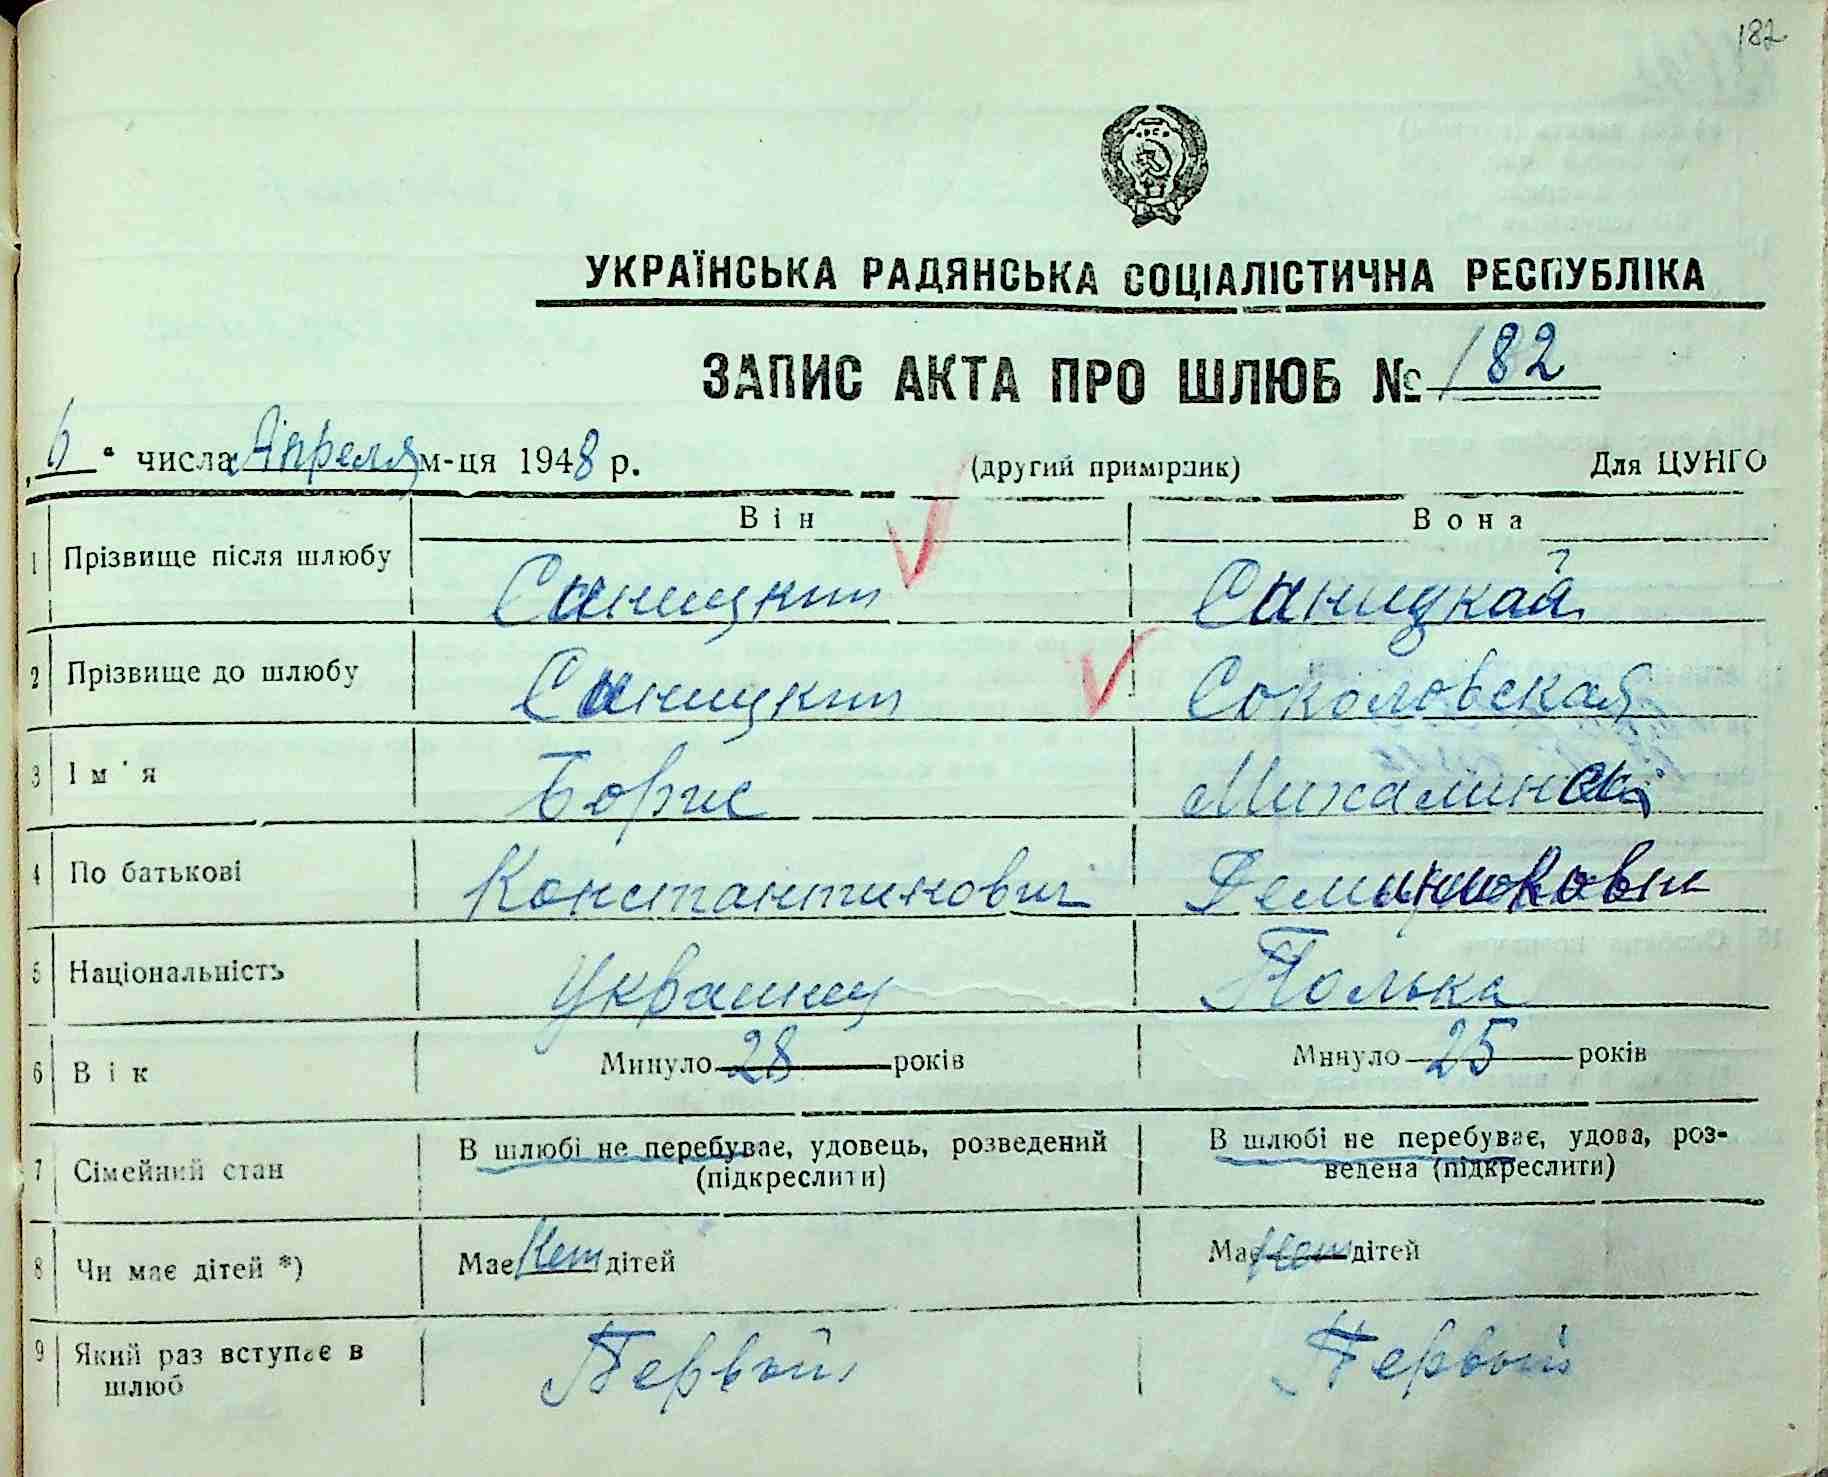 182
УКРАЇНСЬКА РАДЯНСЬКА СОЦІАЛІСТИЧНА РЕСПУБЛІКА
ЗАПИС АКТА ПРО ШЛЮБ № 182
„6“ числа Апреля м-ця 1948 р. (другий примірник) Для ЦУНГО
Він Вона
1 Прізвище після шлюбу Саницкий Саницкая
2 Прізвище до шлюбу Саницкий Соколовская
3 Ім'я Борис
4 По батькові Константинович
5 Національність Украинец Полька
6 Вік Минуло 28 років Минуло 25 років
7 Сімейний стан В шлюбі не перебуває, удовець, розведений (підкреслити) В шлюбі не перебуває, удова, роз-
ведена (підкреслити)
8 Чи має дітей *) Має Нет дітей Має Нет дітей
9 Який раз вступає в шлюб Первый Первый